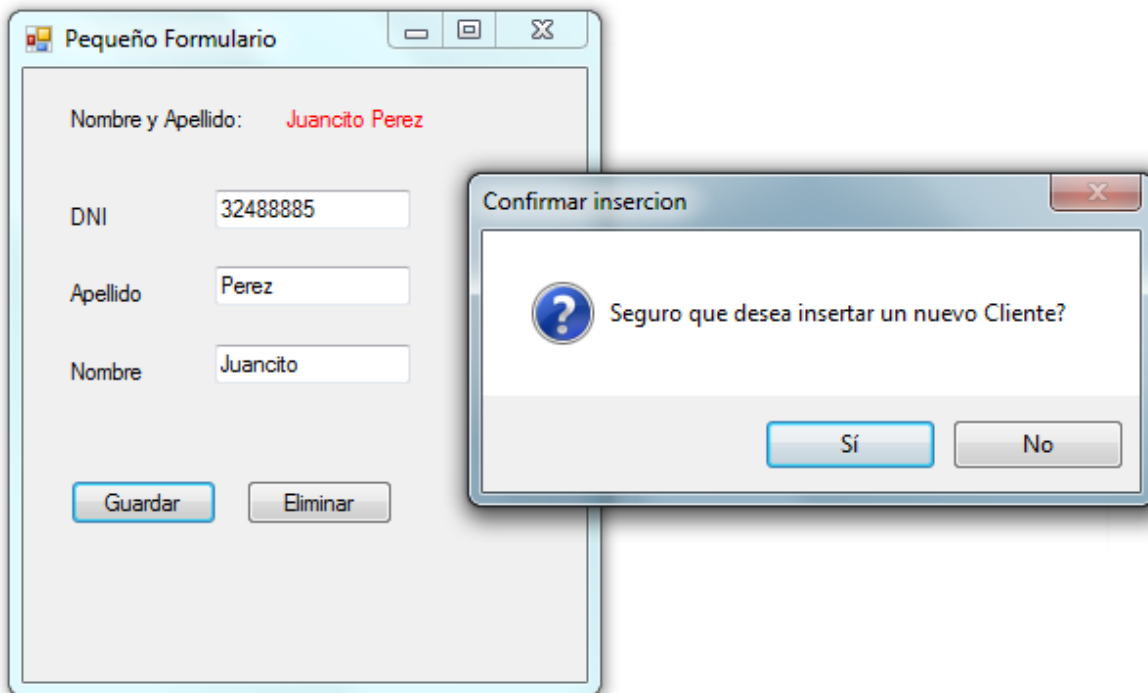 Pequeño Formulario
Nombre y Apellido: Juancito Perez
DNI 32488885
Apellido Perez
Nombre Juancito
Guardar Eliminar
Confirmar insercion
Seguro que desea insertar un nuevo Cliente?
Sí No